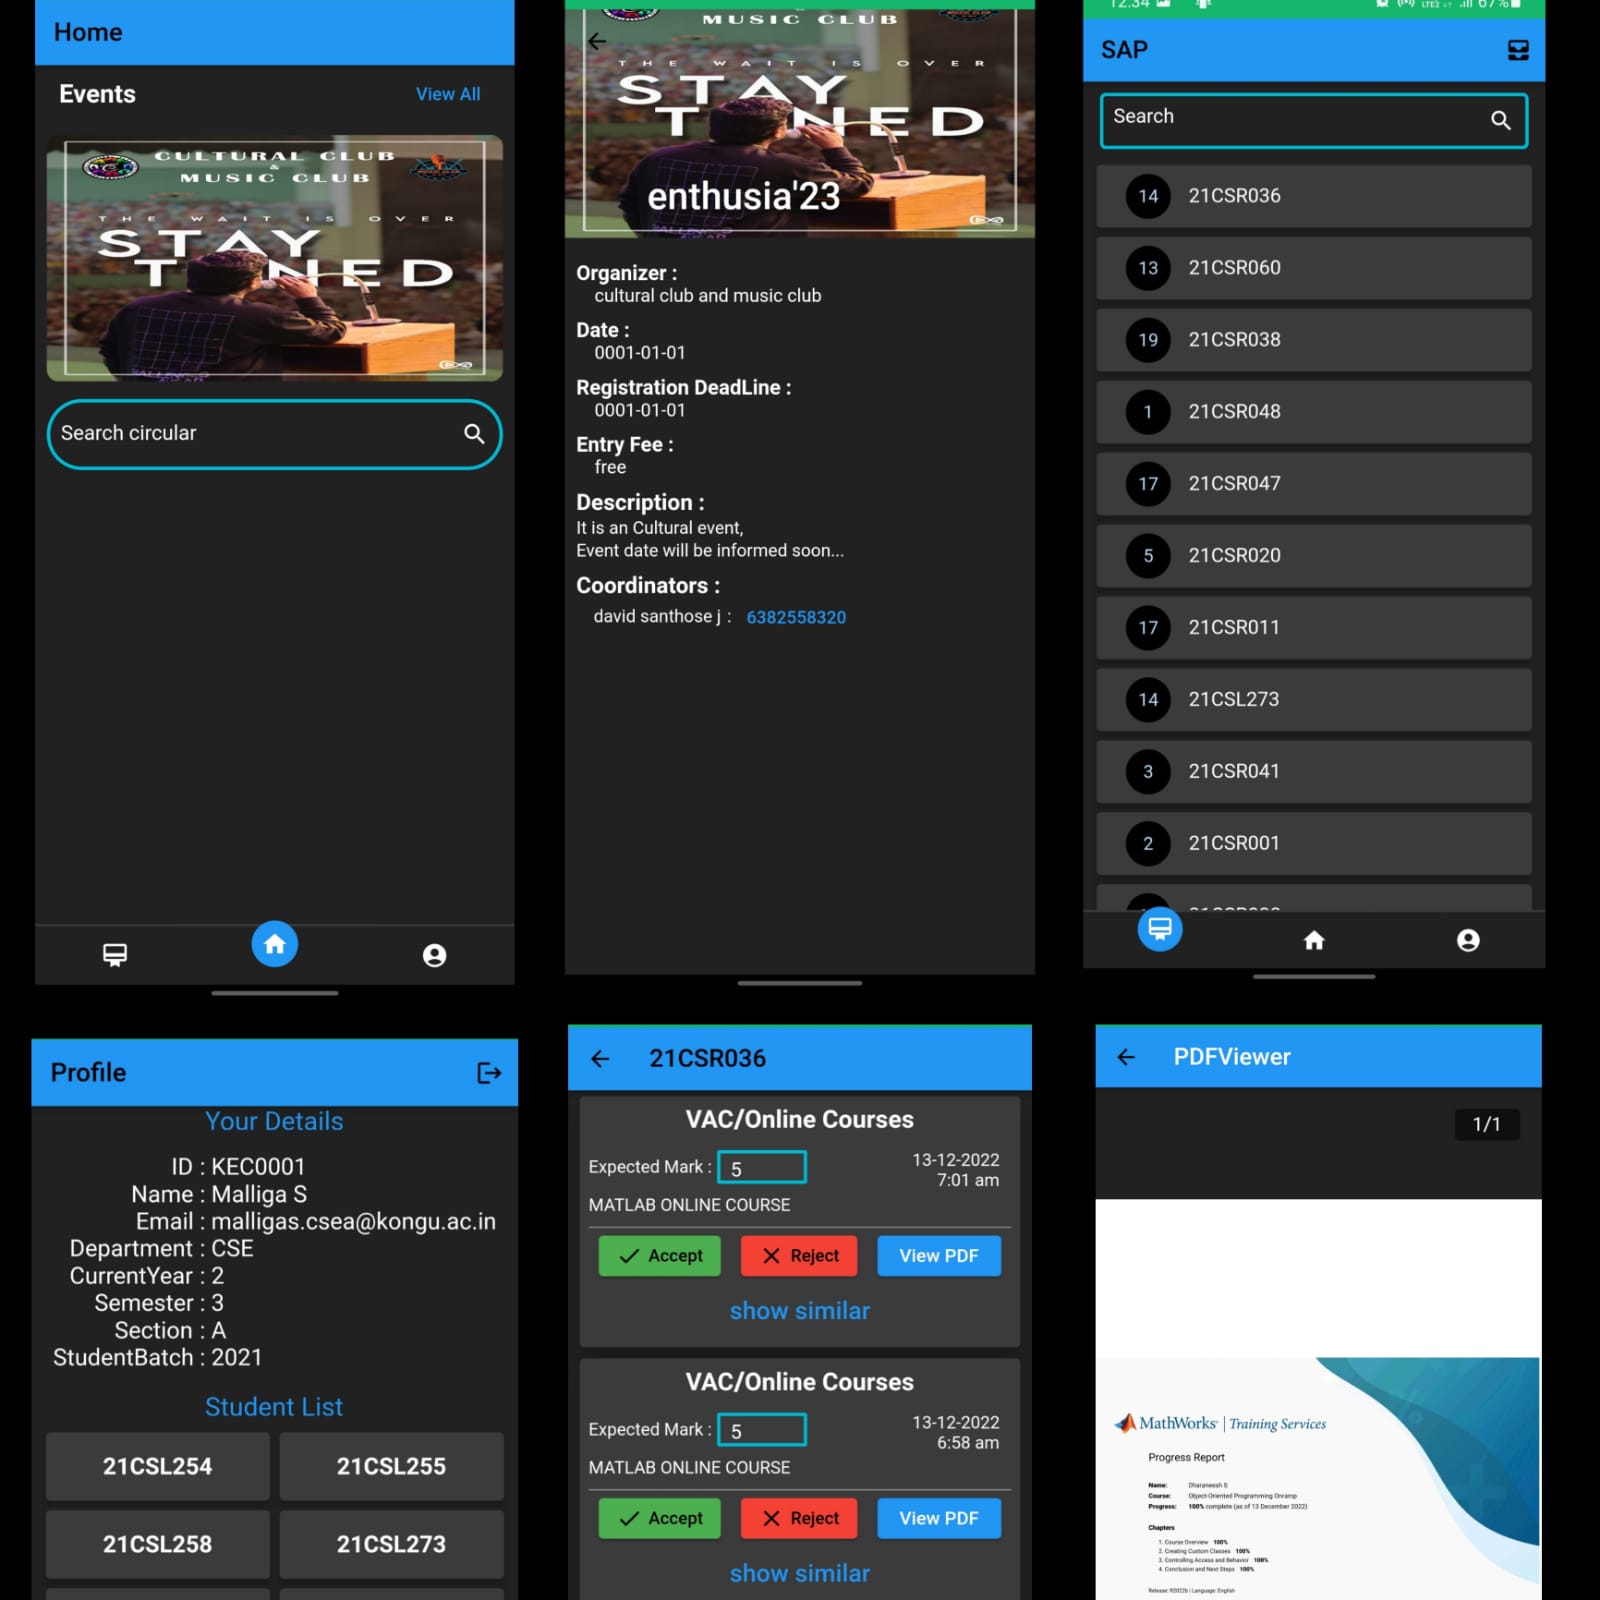 Home
Events
View All
CULTURAL CLUB
&
MUSIC CLUB
THE WAIT IS OVER
STAY
T NED
Search circular
MUSIC CLUB
THE WAIT IS OVER
STAY
T NED
enthusia'23
Organizer :
cultural club and music club
Date :
0001-01-01
Registration DeadLine :
0001-01-01
Entry Fee :
free
Description :
It is an Cultural event,
Event date will be informed soon...
Coordinators :
david santhose j : 6382558320
12:34 LTE2 67%
SAP
Search
14 21CSR036
13 21CSR060
19 21CSR038
1 21CSR048
17 21CSR047
5 21CSR020
17 21CSR011
14 21CSL273
3 21CSR041
2 21CSR001
Profile
Your Details
ID : KEC0001
Name : Malliga S
Email : malligas.csea@kongu.ac.in
Department : CSE
CurrentYear : 2
Semester : 3
Section : A
StudentBatch : 2021
Student List
21CSL254 21CSL255
21CSL258 21CSL273
21CSR036
VAC/Online Courses
Expected Mark : 5
13-12-2022
7:01 am
MATLAB ONLINE COURSE
Accept Reject View PDF
show similar
VAC/Online Courses
Expected Mark : 5
13-12-2022
6:58 am
MATLAB ONLINE COURSE
Accept Reject View PDF
show similar
PDFViewer
1/1
MathWorks | Training Services
Progress Report
Name: Dharaneesh S
Course: Object-Oriented Programming Onramp
Progress: 100% complete (as of 13 December 2022)
Chapters
1. Course Overview 100%
2. Creating Custom Classes 100%
3. Controlling Access and Behavior 100%
4. Conclusion and Next Steps 100%
Release: R2022b | Language: English